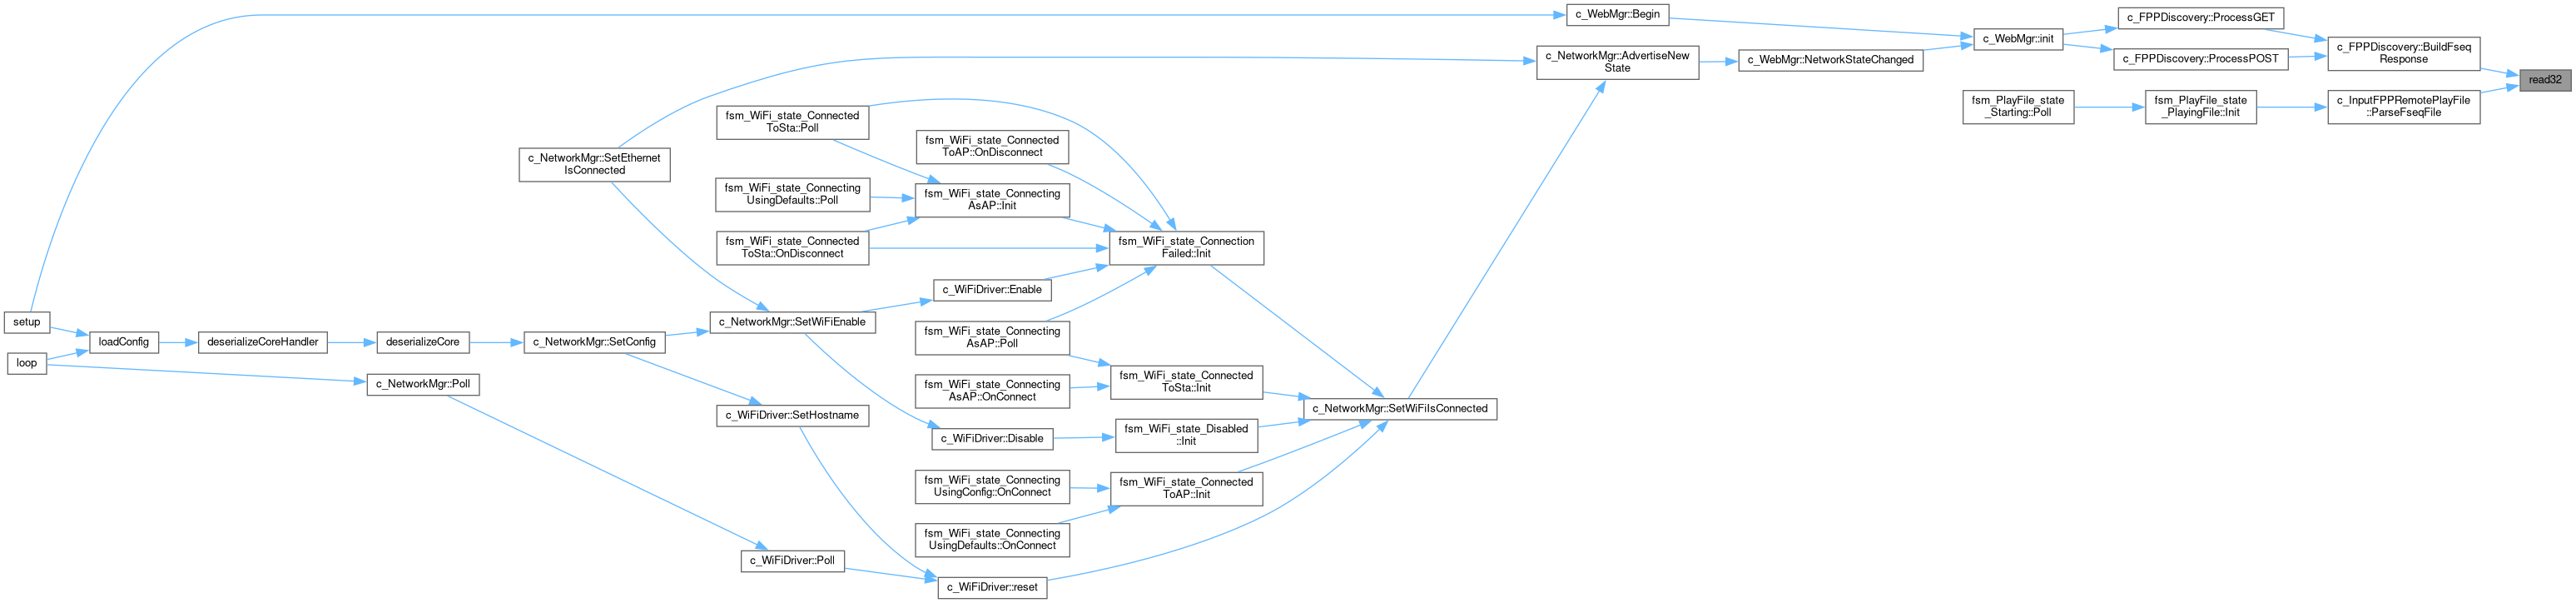 c_WebMgr::Begin
c_FPPDiscovery::ProcessGET
c_WebMgr::init
c_FPPDiscovery::BuildFseq
Response
c_NetworkMgr::AdvertiseNew
State
c_WebMgr::NetworkStateChanged
c_FPPDiscovery::ProcessPOST
read32
fsm_PlayFile_state
_Starting::Poll
fsm_PlayFile_state
_PlayingFile::Init
c_InputFPPRemotePlayFile
::ParseFseqFile
fsm_WiFi_state_Connected
ToSta::Poll
fsm_WiFi_state_Connected
ToAP::OnDisconnect
c_NetworkMgr::SetEthernet
IsConnected
fsm_WiFi_state_Connecting
UsingDefaults::Poll
fsm_WiFi_state_Connecting
AsAP::Init
fsm_WiFi_state_Connected
ToSta::OnDisconnect
fsm_WiFi_state_Connection
Failed::Init
c_WiFiDriver::Enable
setup
c_NetworkMgr::SetWiFiEnable
loadConfig
deserializeCoreHandler
deserializeCore
c_NetworkMgr::SetConfig
fsm_WiFi_state_Connecting
AsAP::Poll
loop
c_NetworkMgr::Poll
fsm_WiFi_state_Connecting
AsAP::OnConnect
fsm_WiFi_state_Connected
ToSta::Init
c_WiFiDriver::SetHostname
c_NetworkMgr::SetWiFiIsConnected
c_WiFiDriver::Disable
fsm_WiFi_state_Disabled
::Init
fsm_WiFi_state_Connecting
UsingConfig::OnConnect
fsm_WiFi_state_Connected
ToAP::Init
fsm_WiFi_state_Connecting
UsingDefaults::OnConnect
c_WiFiDriver::Poll
c_WiFiDriver::reset